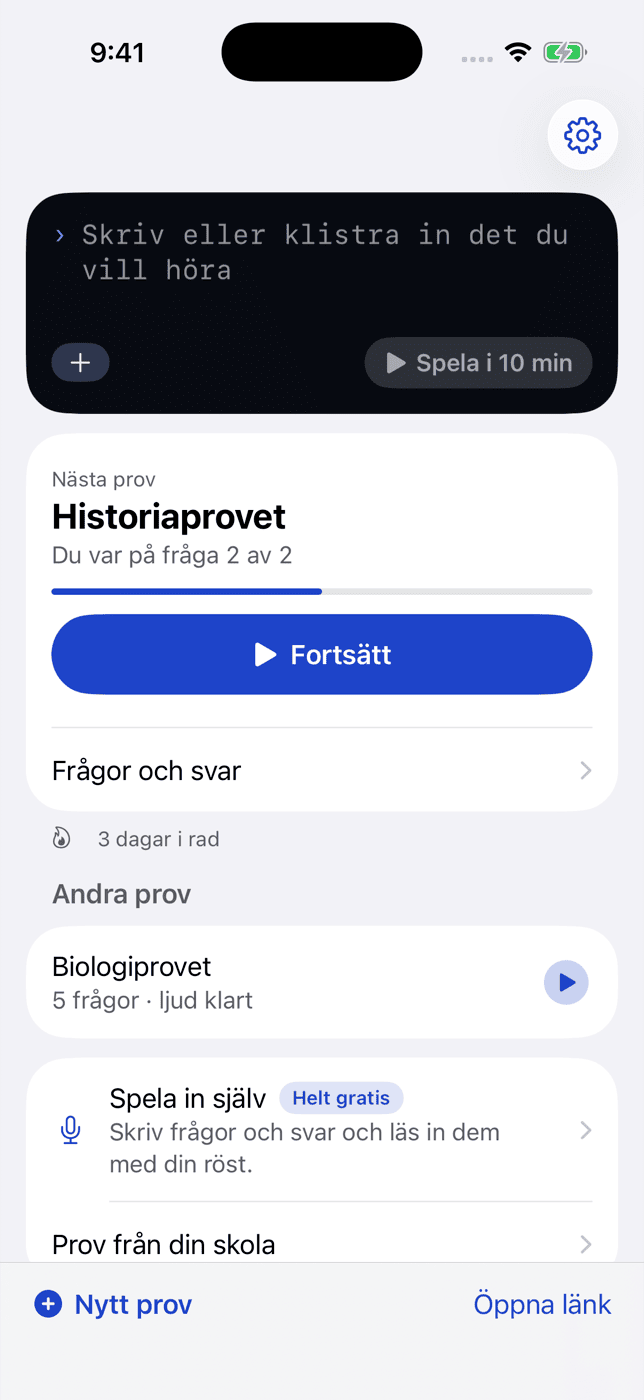 9:41
› Skriv eller klistra in det du
vill höra
Spela i 10 min
Nästa prov
Historiaprovet
Du var på fråga 2 av 2
Fortsätt
Frågor och svar
3 dagar i rad
Andra prov
Biologiprovet
5 frågor · ljud klart
Spela in själv Helt gratis
Skriv frågor och svar och läs in dem
med din röst.
Prov från din skola
Nytt prov
Öppna länk